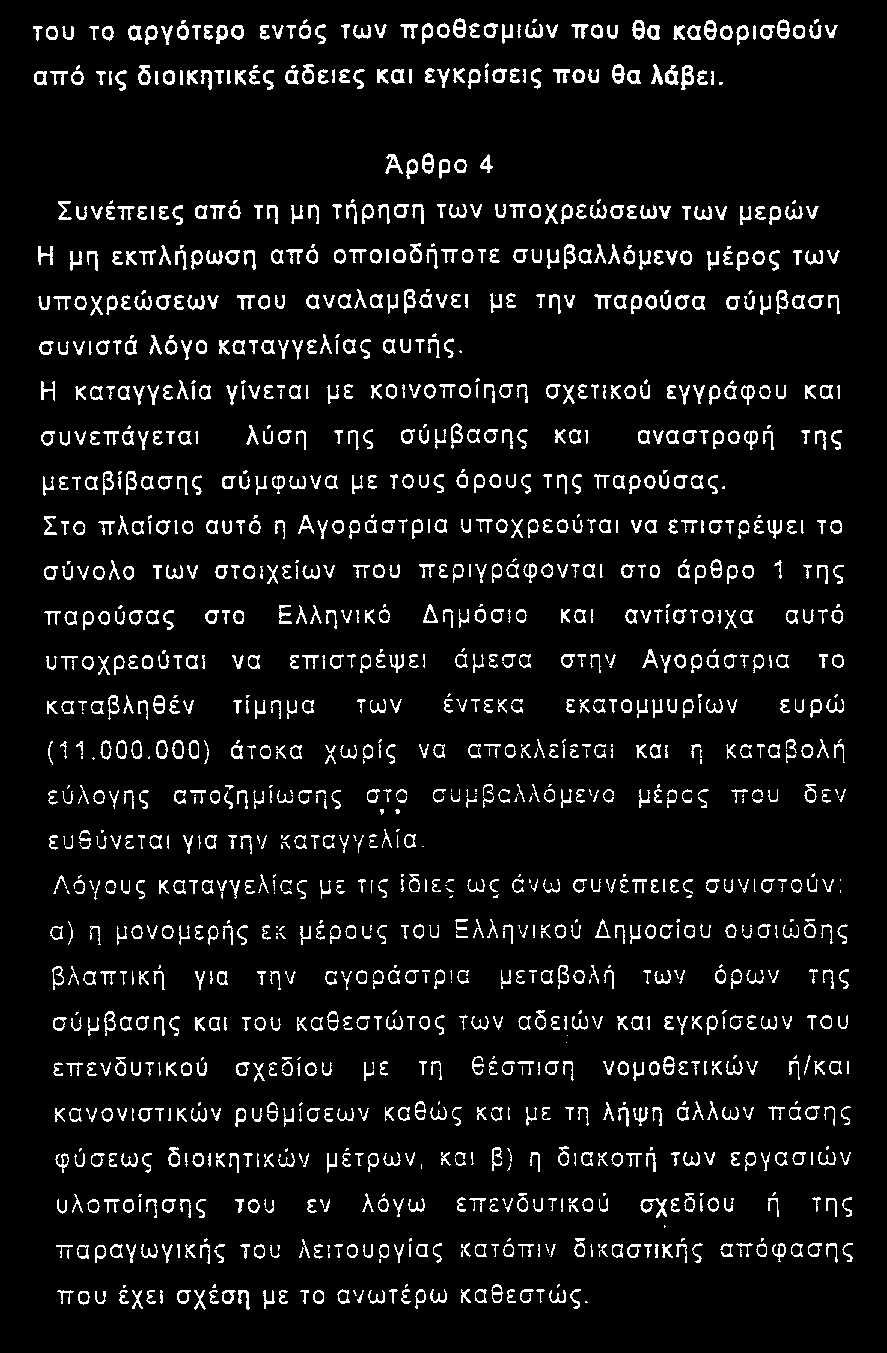 του το αργότερο εντός των προθεσμιών που θα καθορισθούν
από τις διοικητικές άδειες και εγκρίσεις που θα λάβει.
Άρθρο 4
Συνέπειες από τη μη τήρηση των υποχρεώσεων των μερών
Η μη εκπλήρωση από οποιοδήποτε συμβαλλόμενο μέρος των
υποχρεώσεων που αναλαμβάνει με την παρούσα σύμβαση
συνιστά λόγο καταγγελίας αυτής.
Η καταγγελία γίνεται με κοινοποίηση σχετικού εγγράφου και
συνεπάγεται λύση της σύμβασης και αναστροφή της
μεταβίβασης σύμφωνα με τους όρους της παρούσας.
Στο πλαίσιο αυτό η Αγοράστρια υποχρεούται να επιστρέψει το
σύνολο των στοιχείων που περιγράφονται στο άρθρο 1 της
παρούσας στο Ελληνικό Δημόσιο και αντίστοιχα αυτό
υποχρεούται να επιστρέψει άμεσα στην Αγοράστρια το
καταβληθέν τίμημα των έντεκα εκατομμυρίων ευρώ
(11.000.000) άτοκα χωρίς να αποκλείεται και η καταβολή
εύλογης αποζημίωσης στο συμβαλλόμενο μέρος που δεν
ευθύνεται για την καταγγελία.
Λόγους καταγγελίας με τις ίδιες ως άνω συνέπειες συνιστούν:
α) η μονομερής εκ μέρους του Ελληνικού Δημοσίου ουσιώδης
βλαπτική για την αγοράστρια μεταβολή των όρων της
σύμβασης και του καθεστώτος των αδειών και εγκρίσεων του
επενδυτικού σχεδίου με τη θέσπιση νομοθετικών ή/και
κανονιστικών ρυθμίσεων καθώς και με τη λήψη άλλων πάσης
φύσεως διοικητικών μέτρων, και β) η διακοπή των εργασιών
υλοποίησης του εν λόγω επενδυτικού σχεδίου ή της
παραγωγικής του λειτουργίας κατόπιν δικαστικής απόφασης
που έχει σχέση με το ανωτέρω καθεστώς.